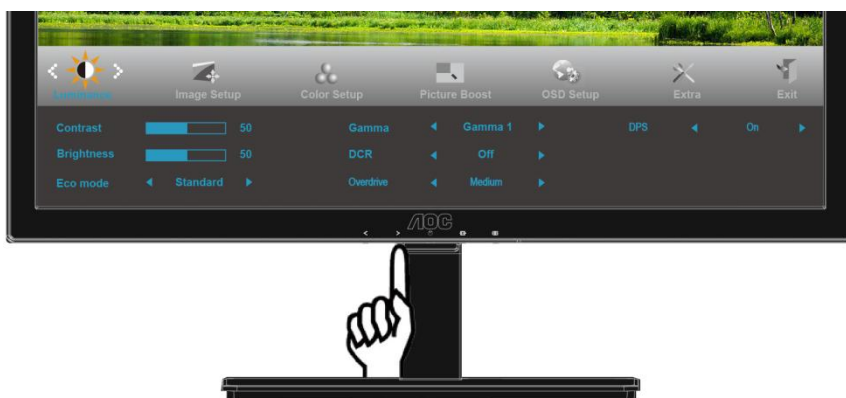 Luminance Image Setup Color Setup Picture Boost OSD Setup Extra Exit
Contrast 50 Gamma Gamma 1 DPS On
Brightness 50 DCR Off
Eco mode Standard Overdrive Medium
AOC
< >